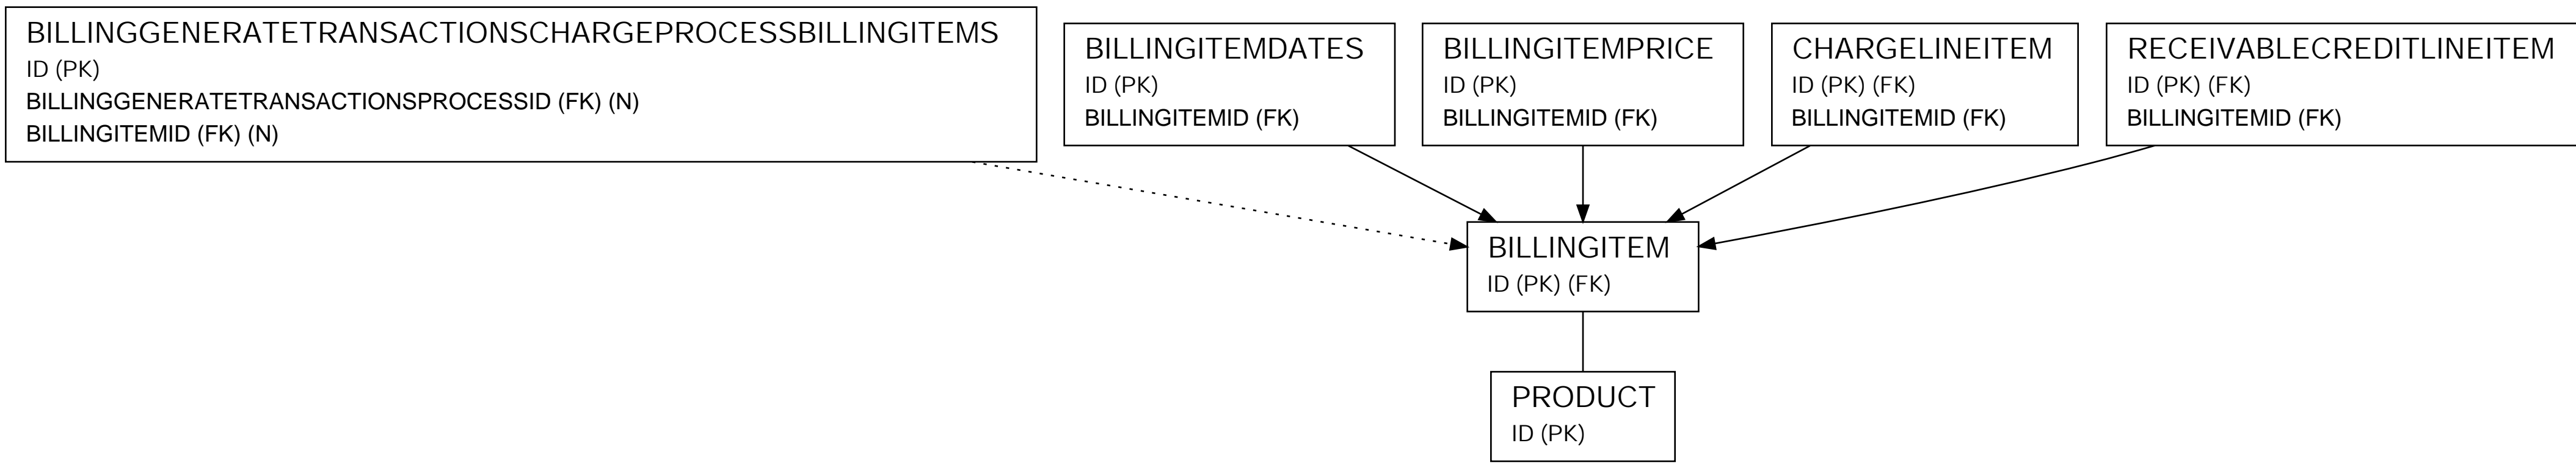 BILLINGGENERATETRANSACTIONSCHARGEPROCESSBILLINGITEMS
ID (PK)
BILLINGGENERATETRANSACTIONSPROCESSID (FK) (N)
BILLINGITEMID (FK) (N)
BILLINGITEMDATES
ID (PK)
BILLINGITEMID (FK)
BILLINGITEMPRICE
ID (PK)
BILLINGITEMID (FK)
CHARGELINEITEM
ID (PK) (FK)
BILLINGITEMID (FK)
RECEIVABLECREDITLINEITEM
ID (PK) (FK)
BILLINGITEMID (FK)
BILLINGITEM
ID (PK) (FK)
PRODUCT
ID (PK)